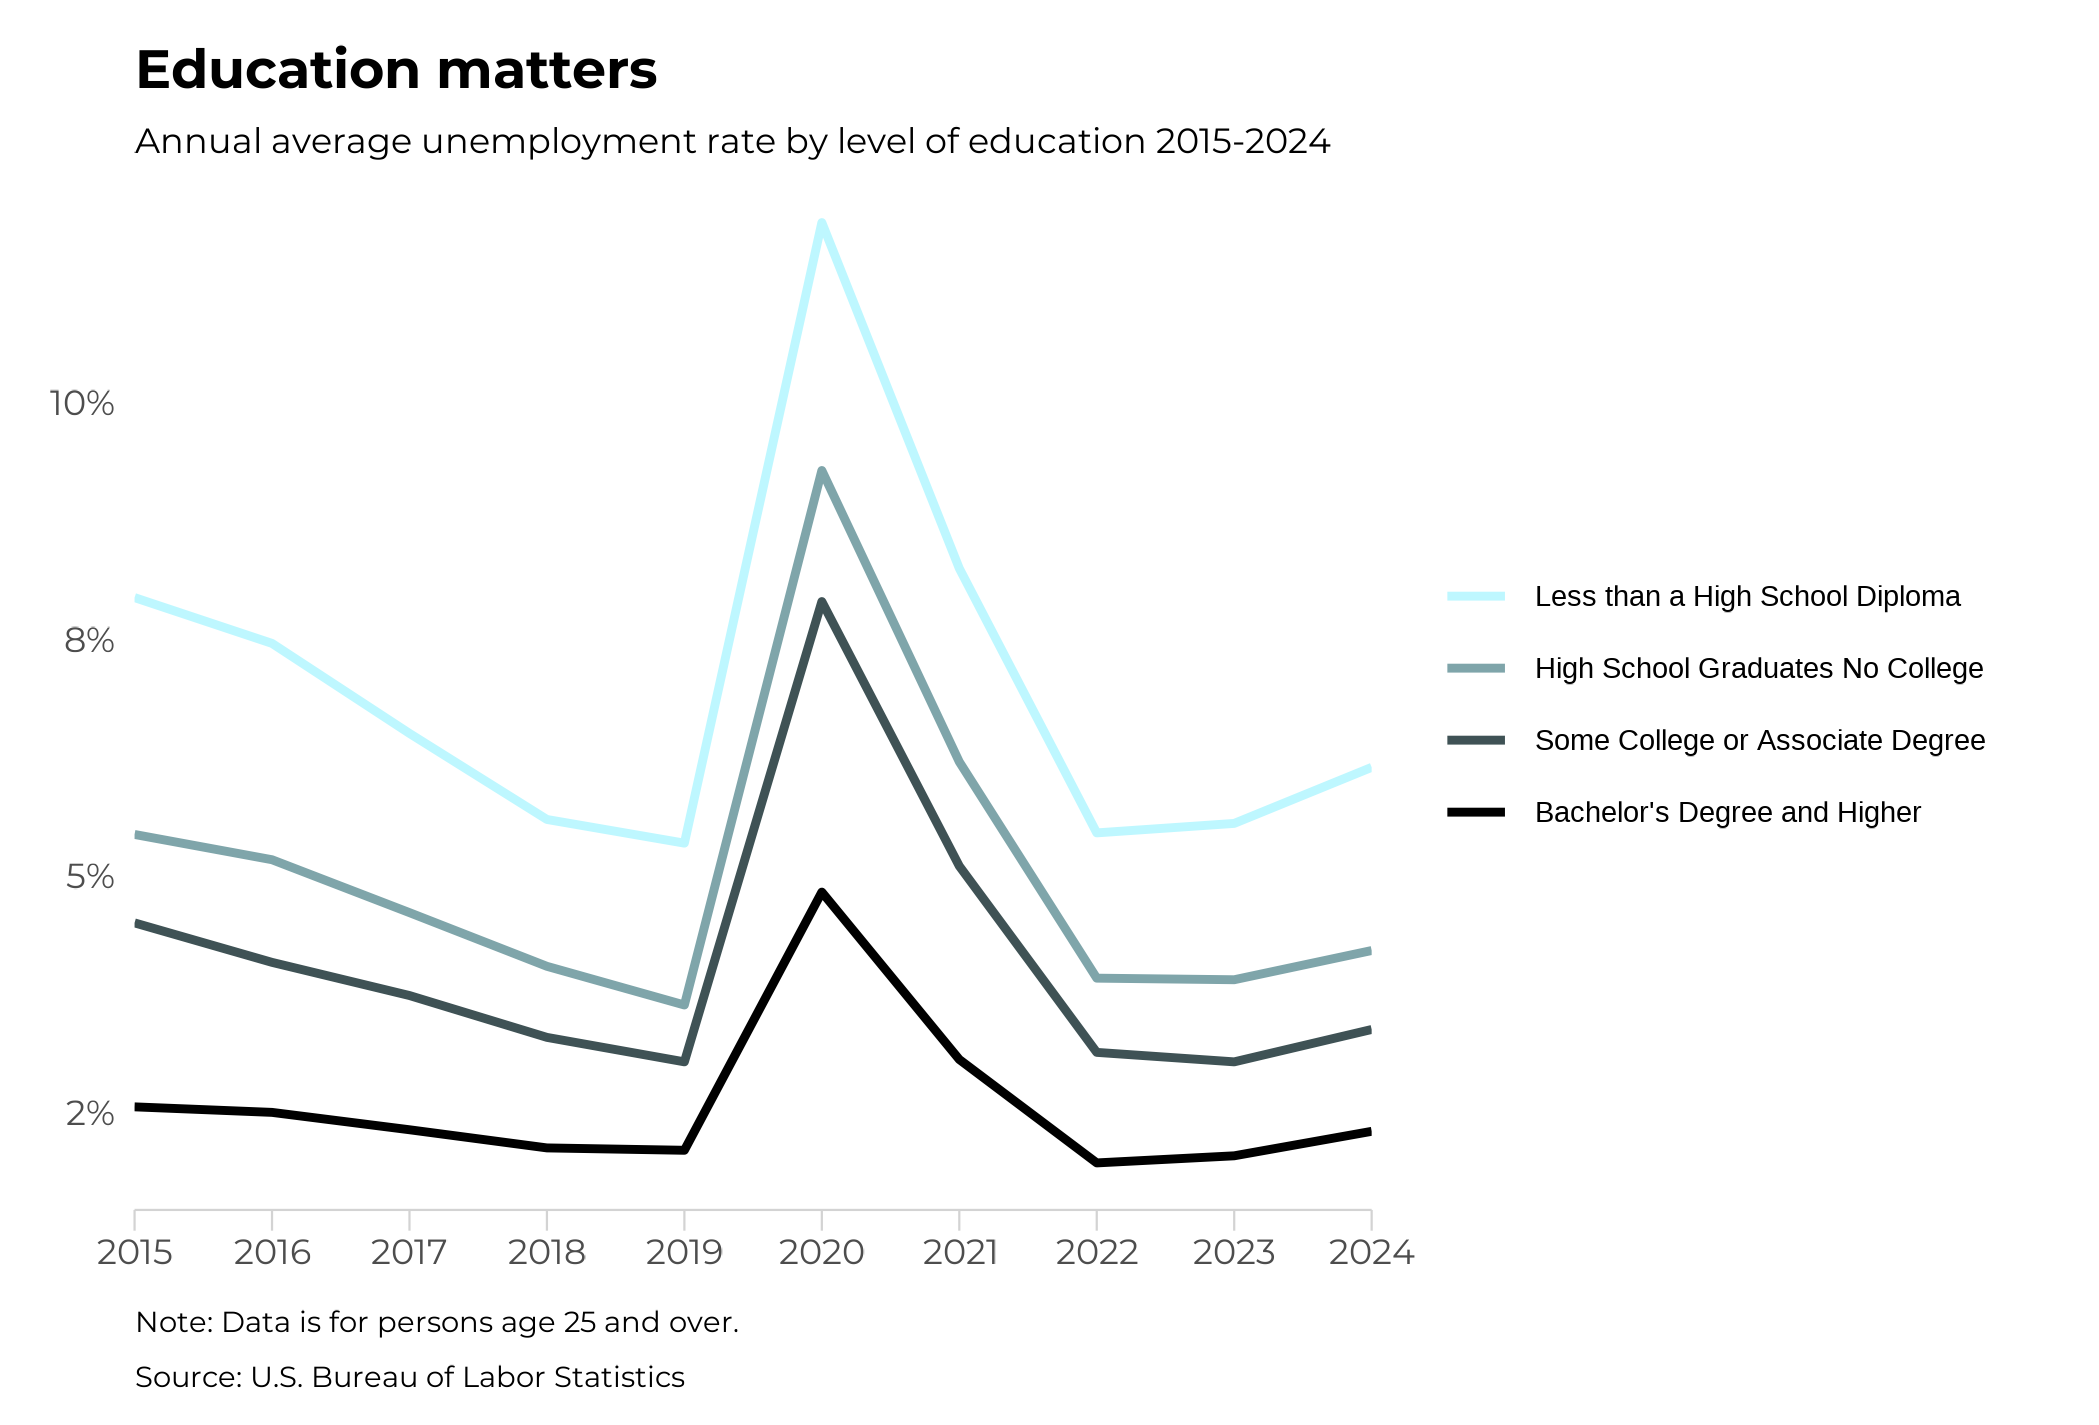 Education matters
Annual average unemployment rate by level of education 2015-2024
10%
8%
5%
2%
Less than a High School Diploma
High School Graduates No College
Some College or Associate Degree
Bachelor's Degree and Higher
2015 2016 2017 2018 2019 2020 2021 2022 2023 2024
Note: Data is for persons age 25 and over.
Source: U.S. Bureau of Labor Statistics